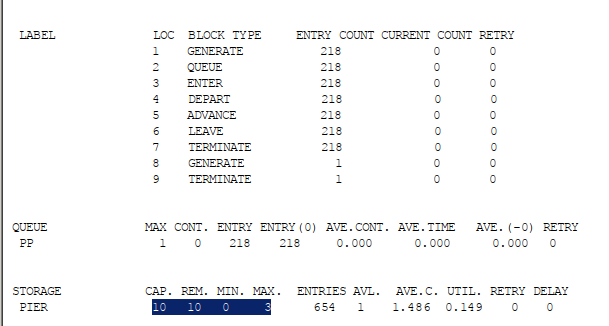 LABEL LOC BLOCK TYPE ENTRY COUNT CURRENT COUNT RETRY
1 GENERATE 218 0 0
2 QUEUE 218 0 0
3 ENTER 218 0 0
4 DEPART 218 0 0
5 ADVANCE 218 0 0
6 LEAVE 218 0 0
7 TERMINATE 218 0 0
8 GENERATE 1 0 0
9 TERMINATE 1 0 0
QUEUE MAX CONT. ENTRY ENTRY(0) AVE.CONT. AVE.TIME AVE.(-0) RETRY
PP 1 0 218 218 0.000 0.000 0.000 0
STORAGE CAP. REM. MIN. MAX. ENTRIES AVL. AVE.C. UTIL. RETRY DELAY
PIER 10 10 0 3 654 1 1.486 0.149 0 0